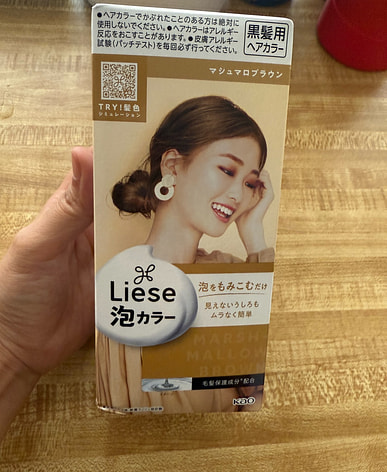 ●ヘアカラーでかぶれたことのある方は絶対に
使用しないでください。●ヘアカラーはアレルギー
反応をおこすことがあります。●皮膚アレルギー
試験(パッチテスト)を毎回必ず行ってください。
黒髪用
ヘアカラー
TRY!髪色
シミュレーション
マシュマロブラウン
Liese
泡カラー
泡をもみこむだけ
見えないうしろも
ムラなく簡単
毛髪保護成分*配合
Kao